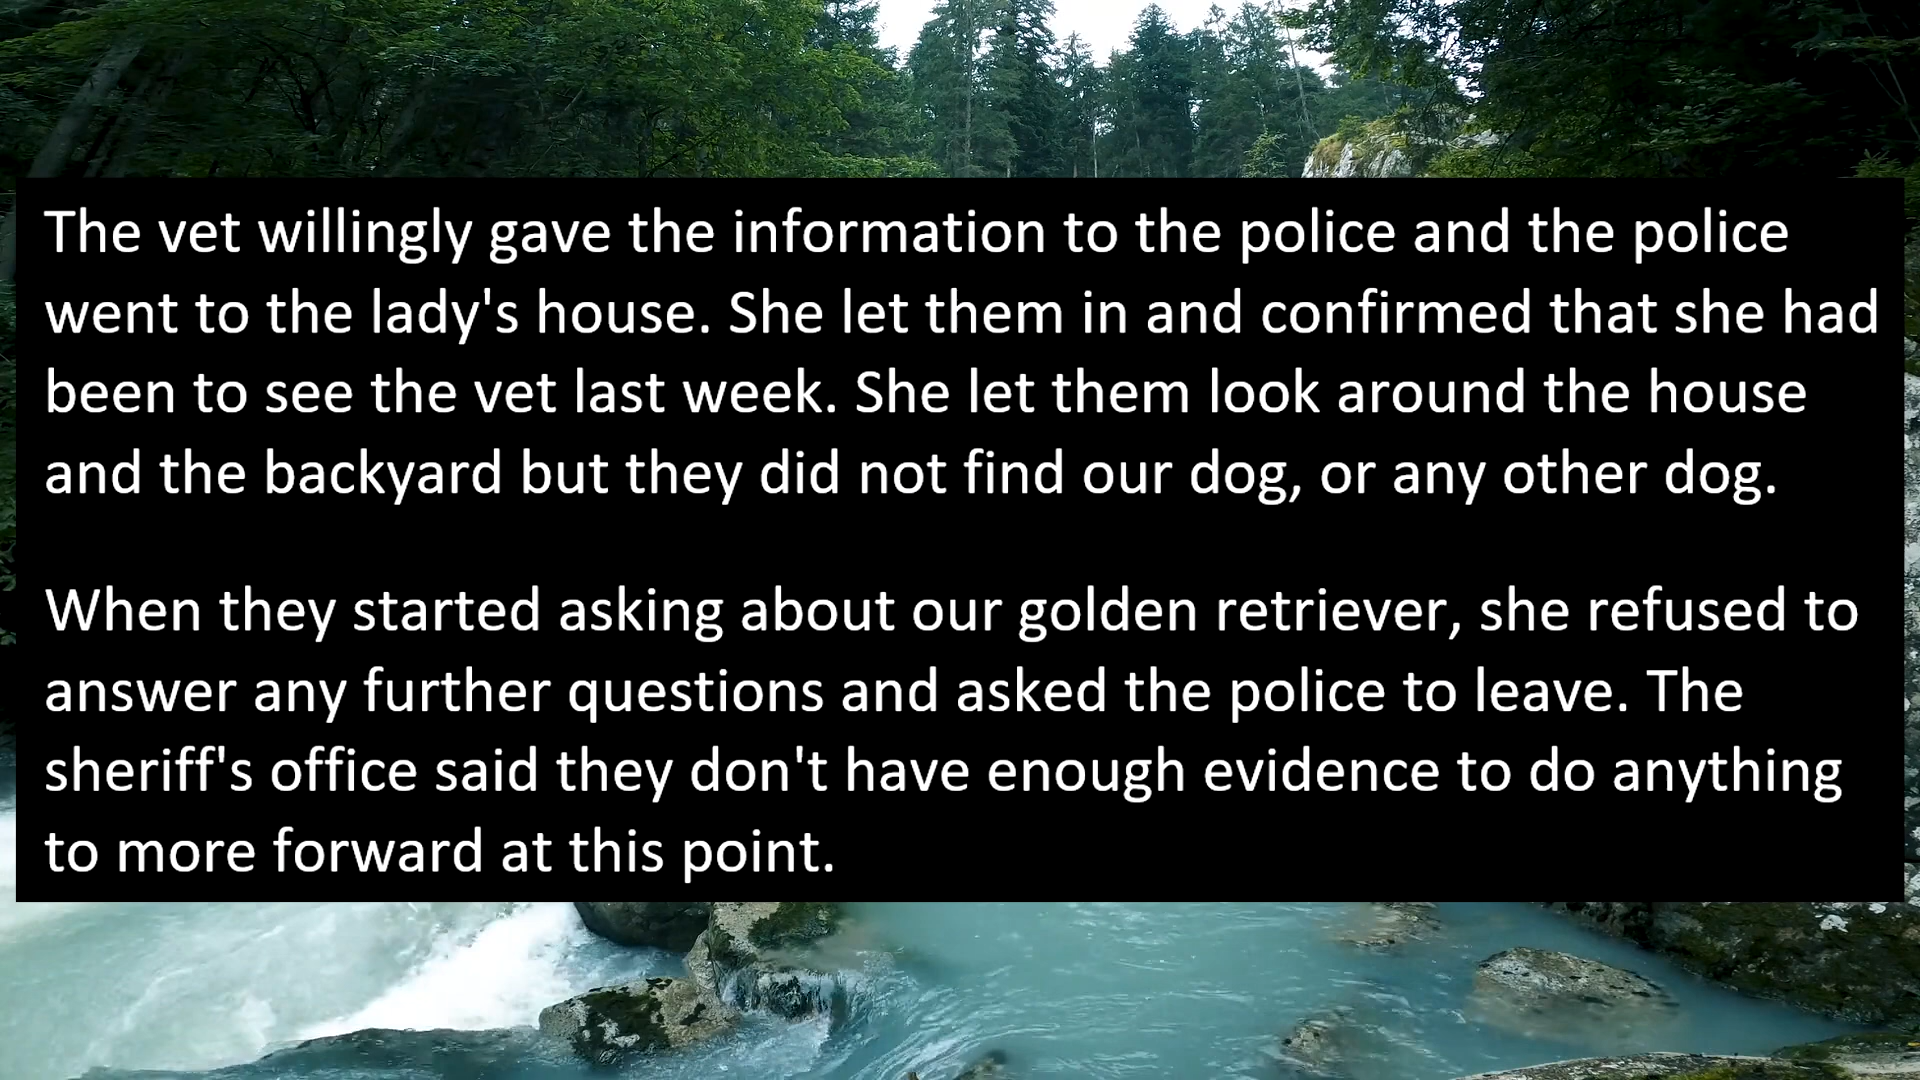 The vet willingly gave the information to the police and the police
went to the lady's house. She let them in and confirmed that she had
been to see the vet last week. She let them look around the house
and the backyard but they did not find our dog, or any other dog.
When they started asking about our golden retriever, she refused to
answer any further questions and asked the police to leave. The
sheriff's office said they don't have enough evidence to do anything
to more forward at this point.